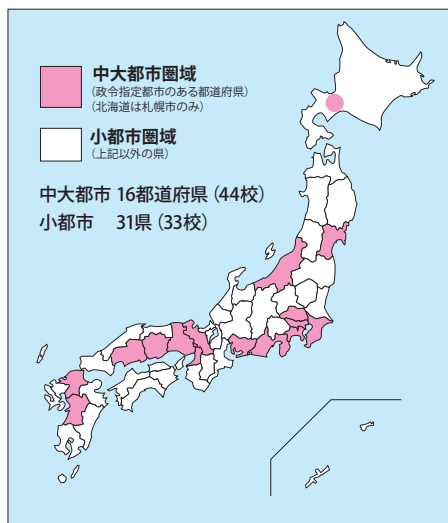 中大都市圏域
(政令指定都市のある都道府県)
(北海道は札幌市のみ)
小都市圏域
(上記以外の県)
中大都市 16都道府県 (44校)
小都市　 31県 (33校)